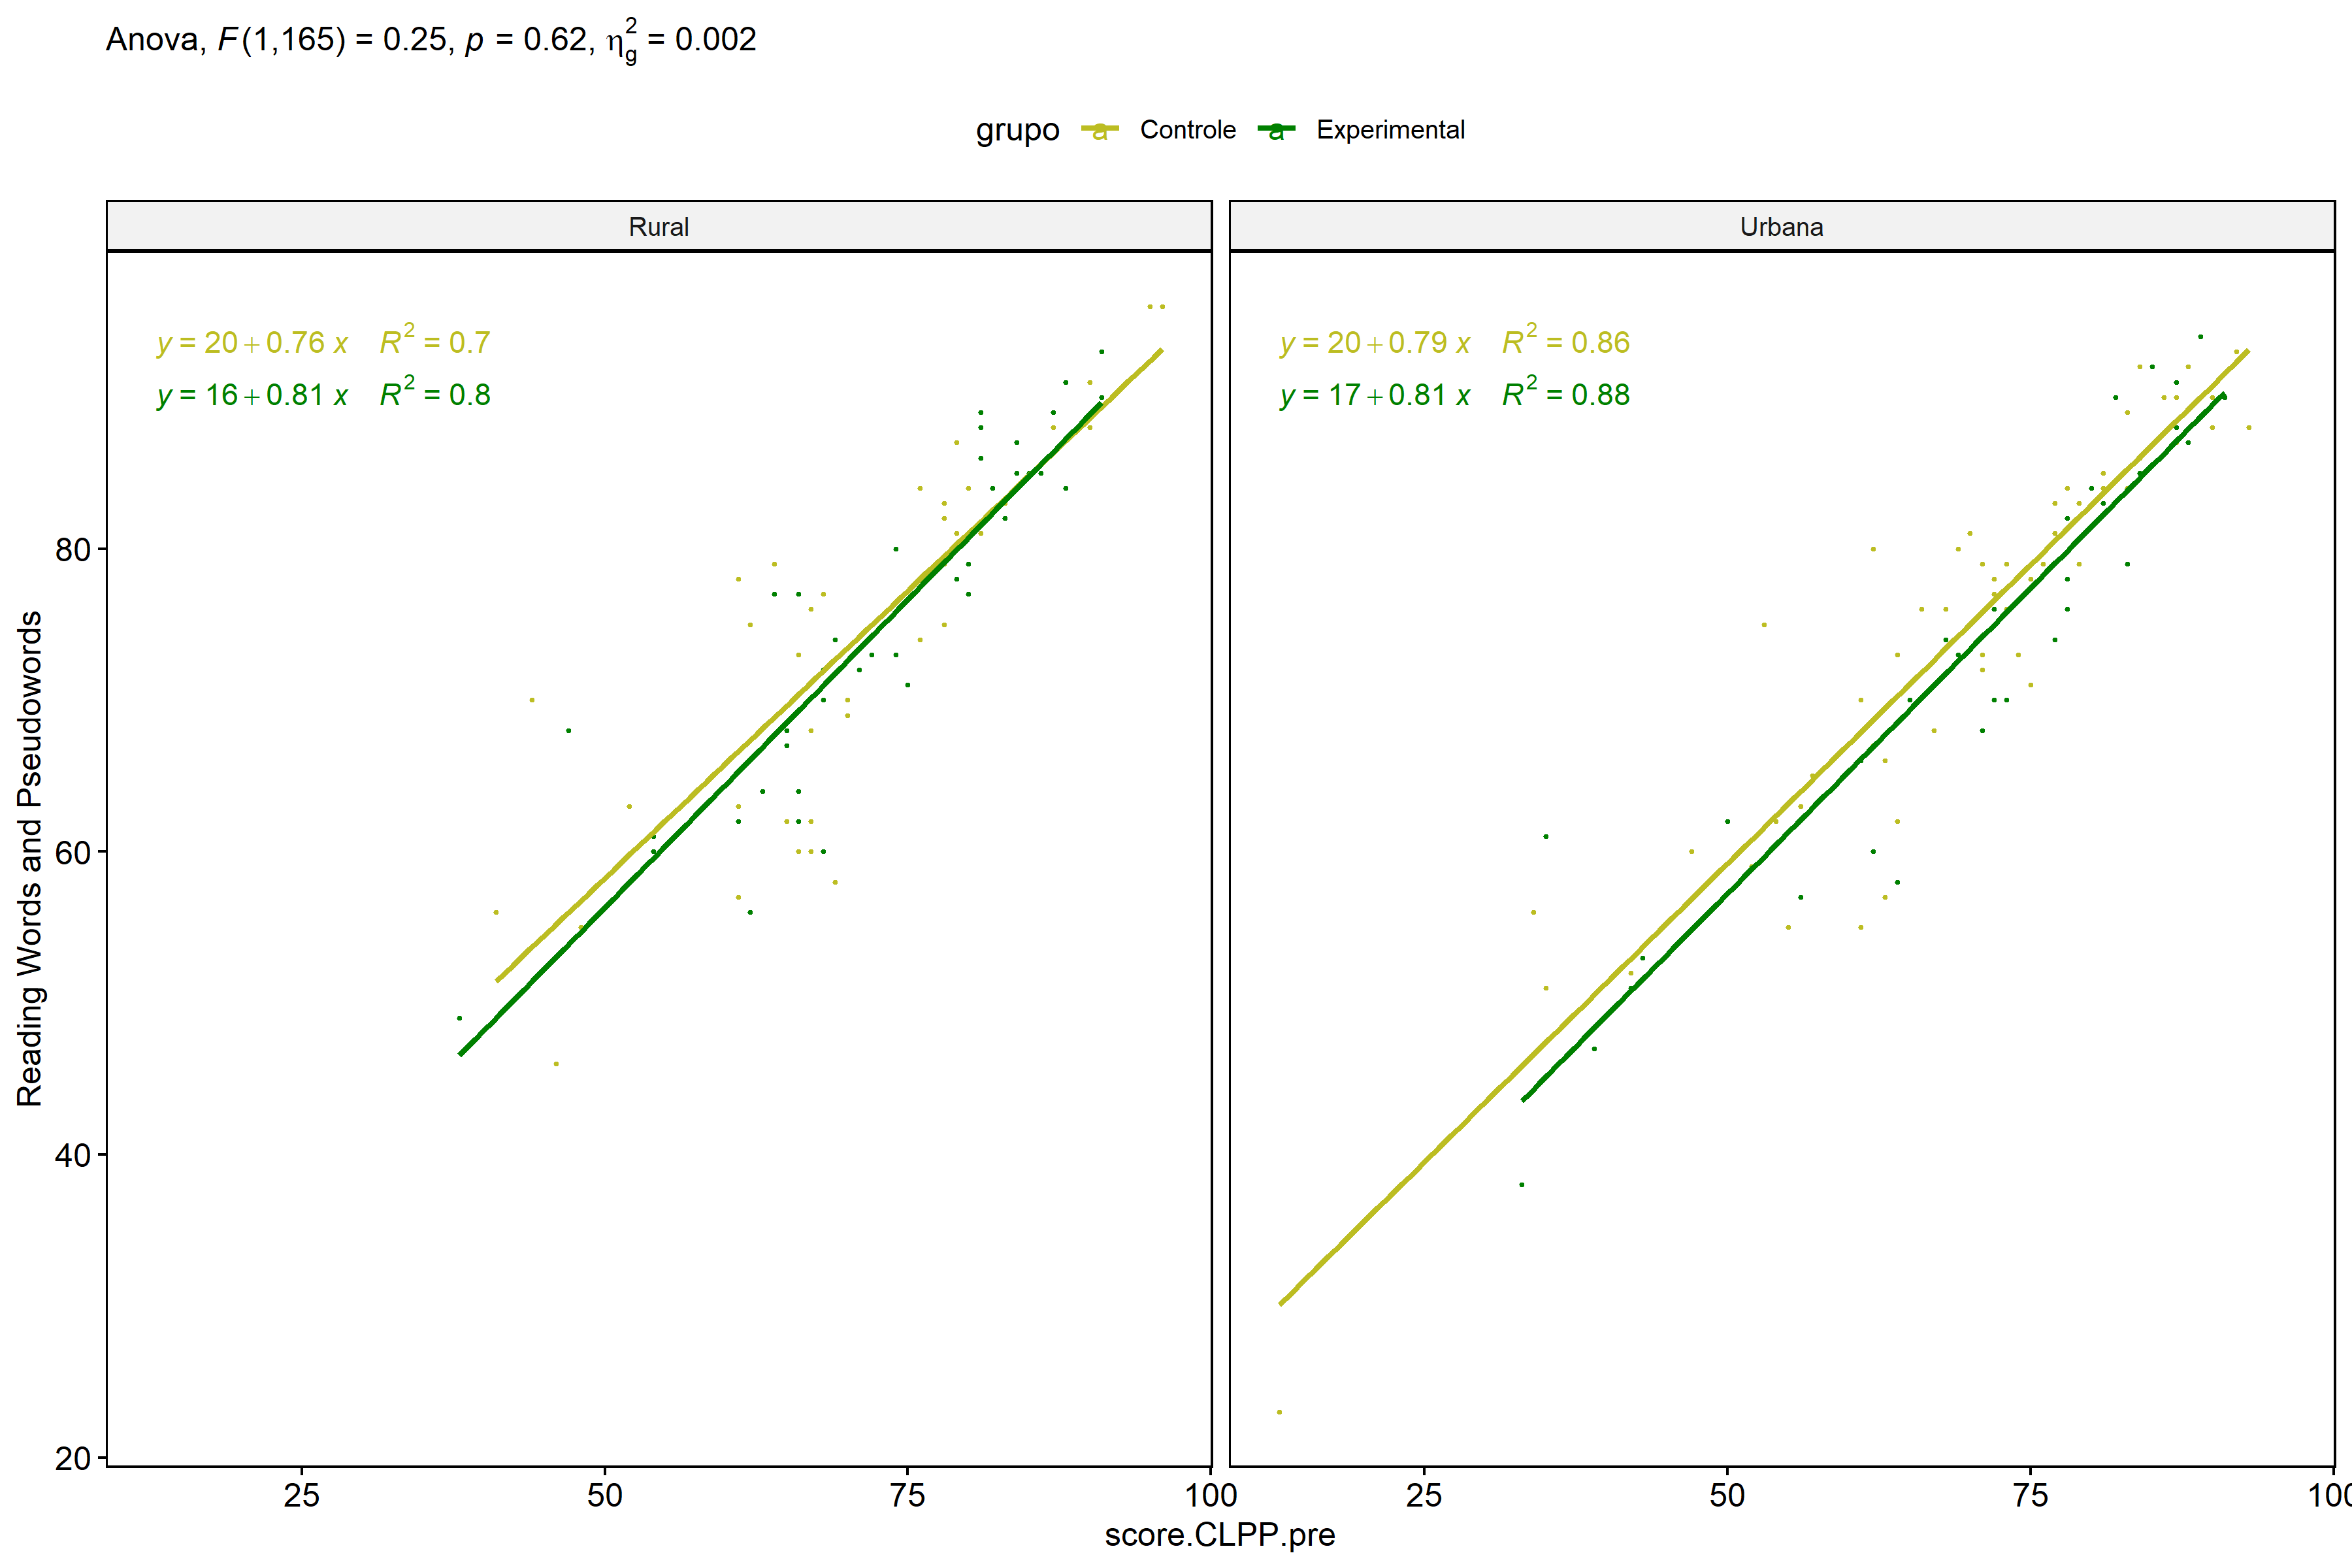 Anova, F(1,165) = 0.25, p = 0.62, η²g = 0.002
grupo a Controle a Experimental
Rural
Urbana
y = 20 + 0.76 x R² = 0.7
y = 16 + 0.81 x R² = 0.8
y = 20 + 0.79 x R² = 0.86
y = 17 + 0.81 x R² = 0.88
Reading Words and Pseudowords
80
60
40
20
25 50 75 100
25 50 75 100
score.CLPP.pre